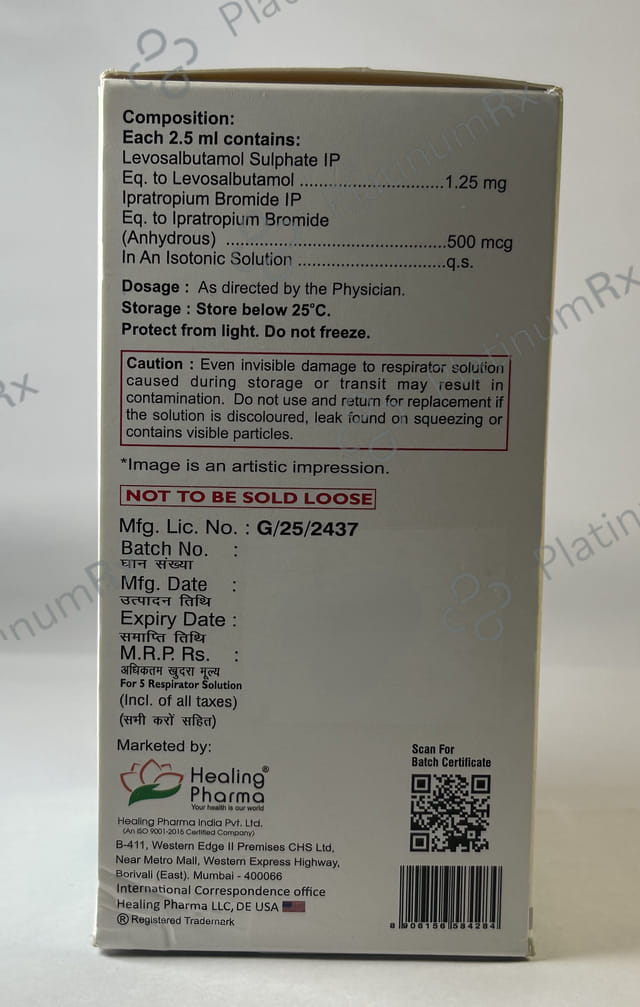 Composition:
Each 2.5 ml contains:
Levosalbutamol Sulphate IP
Eq. to Levosalbutamol ..........................1.25 mg
Ipratropium Bromide IP
Eq. to Ipratropium Bromide
(Anhydrous) ........................................500 mcg
In An Isotonic Solution ...........................q.s.
Dosage : As directed by the Physician.
Storage : Store below 25°C.
Protect from light. Do not freeze.
Caution : Even invisible damage to respirator solution
caused during storage or transit may result in
contamination. Do not use and return for replacement if
the solution is discoloured, leak found on squeezing or
contains visible particles.
*Image is an artistic impression.
NOT TO BE SOLD LOOSE
Mfg. Lic. No. : G/25/2437
Batch No. :
घान संख्या
Mfg. Date :
उत्पादन तिथि
Expiry Date :
समाप्ति तिथि
M.R.P. Rs. :
अधिकतम खुदरा मूल्य
For 5 Respirator Solution
(Incl. of all taxes)
(सभी करों सहित)
Marketed by:
Healing®
Pharma
Your health is our world
Healing Pharma India Pvt. Ltd.
(An ISO 9001-2015 Certified Company)
B-411, Western Edge II Premises CHS Ltd,
Near Metro Mall, Western Express Highway,
Borivali (East). Mumbai - 400066
International Correspondence office
Healing Pharma LLC, DE USA
® Registered Trademark
Scan For
Batch Certificate
8 906156 584284
PlatinumRx
PlatinumRx
PlatinumRx